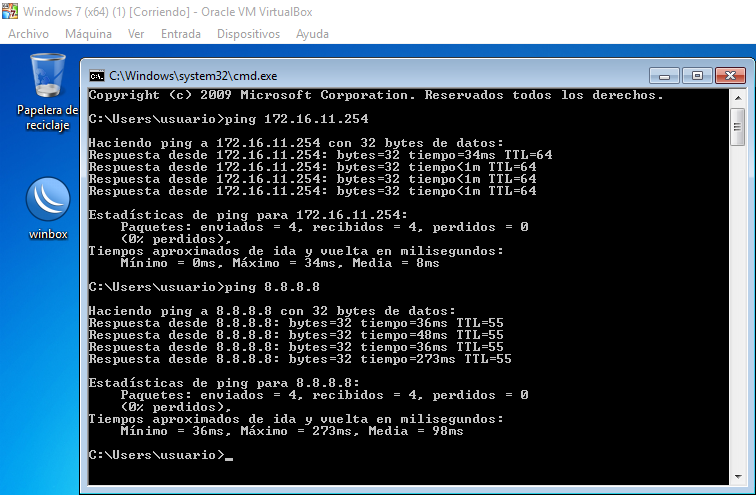 Windows 7 (x64) (1) [Corriendo] - Oracle VM VirtualBox
Archivo Máquina Ver Entrada Dispositivos Ayuda
Papelera de
reciclaje
winbox
C:\Windows\system32\cmd.exe
Copyright (c) 2009 Microsoft Corporation. Reservados todos los derechos.
C:\Users\usuario>ping 172.16.11.254
Haciendo ping a 172.16.11.254 con 32 bytes de datos:
Respuesta desde 172.16.11.254: bytes=32 tiempo=34ms TTL=64
Respuesta desde 172.16.11.254: bytes=32 tiempo<1m TTL=64
Respuesta desde 172.16.11.254: bytes=32 tiempo<1m TTL=64
Respuesta desde 172.16.11.254: bytes=32 tiempo<1m TTL=64
Estadísticas de ping para 172.16.11.254:
Paquetes: enviados = 4, recibidos = 4, perdidos = 0
(0% perdidos),
Tiempos aproximados de ida y vuelta en milisegundos:
Mínimo = 0ms, Máximo = 34ms, Media = 8ms
C:\Users\usuario>ping 8.8.8.8
Haciendo ping a 8.8.8.8 con 32 bytes de datos:
Respuesta desde 8.8.8.8: bytes=32 tiempo=36ms TTL=55
Respuesta desde 8.8.8.8: bytes=32 tiempo=48ms TTL=55
Respuesta desde 8.8.8.8: bytes=32 tiempo=36ms TTL=55
Respuesta desde 8.8.8.8: bytes=32 tiempo=273ms TTL=55
Estadísticas de ping para 8.8.8.8:
Paquetes: enviados = 4, recibidos = 4, perdidos = 0
(0% perdidos),
Tiempos aproximados de ida y vuelta en milisegundos:
Mínimo = 36ms, Máximo = 273ms, Media = 98ms
C:\Users\usuario>_